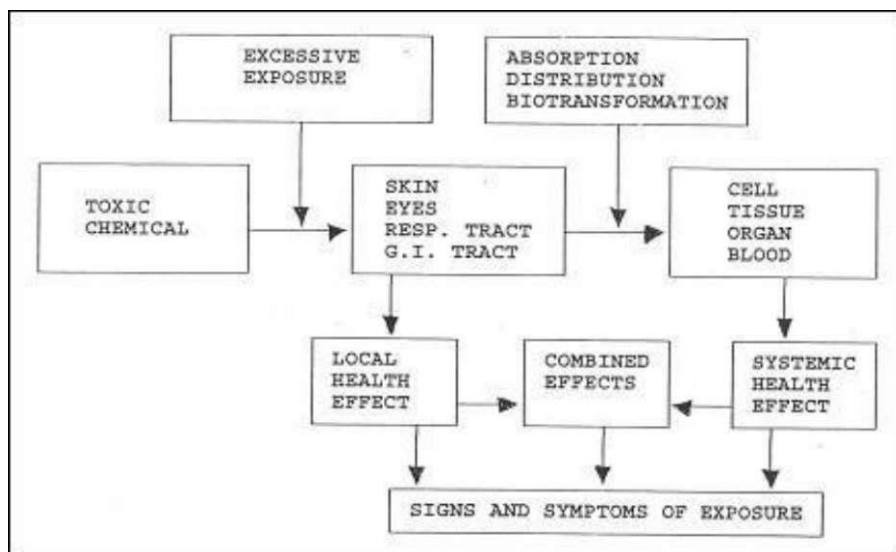 EXCESSIVE
EXPOSURE
ABSORPTION
DISTRIBUTION
BIOTRANSFORMATION
TOXIC
CHEMICAL
SKIN
EYES
RESP. TRACT
G.I. TRACT
CELL
TISSUE
ORGAN
BLOOD
LOCAL
HEALTH
EFFECT
COMBINED
EFFECTS
SYSTEMIC
HEALTH
EFFECT
SIGNS AND SYMPTOMS OF EXPOSURE